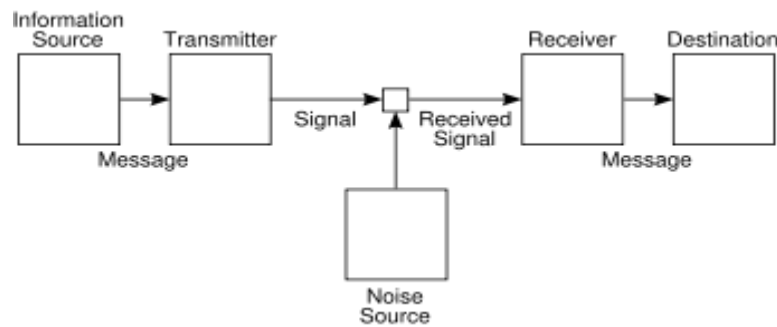 Information
Source
Transmitter
Receiver
Destination
Signal
Received
Signal
Message
Message
Noise
Source